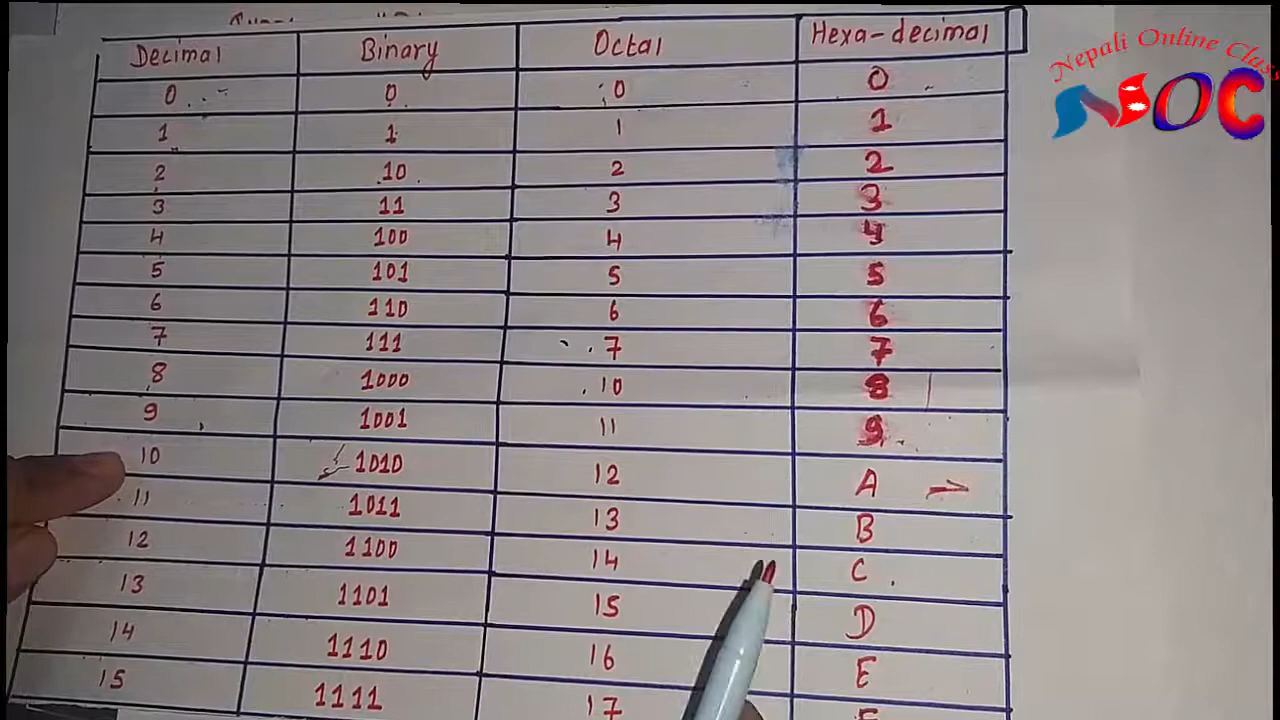 Decimal Binary Octal Hexa-decimal
0 0 0 0
1 1 1 1
2 10 2 2
3 11 3 3
4 100 4 4
5 101 5 5
6 110 6 6
7 111 7 7
8 1000 10 8
9 1001 11 9
10 1010 12 A
11 1011 13 B
12 1100 14 C
13 1101 15 D
14 1110 16 E
15 1111 17
Nepali Online Class
NOC